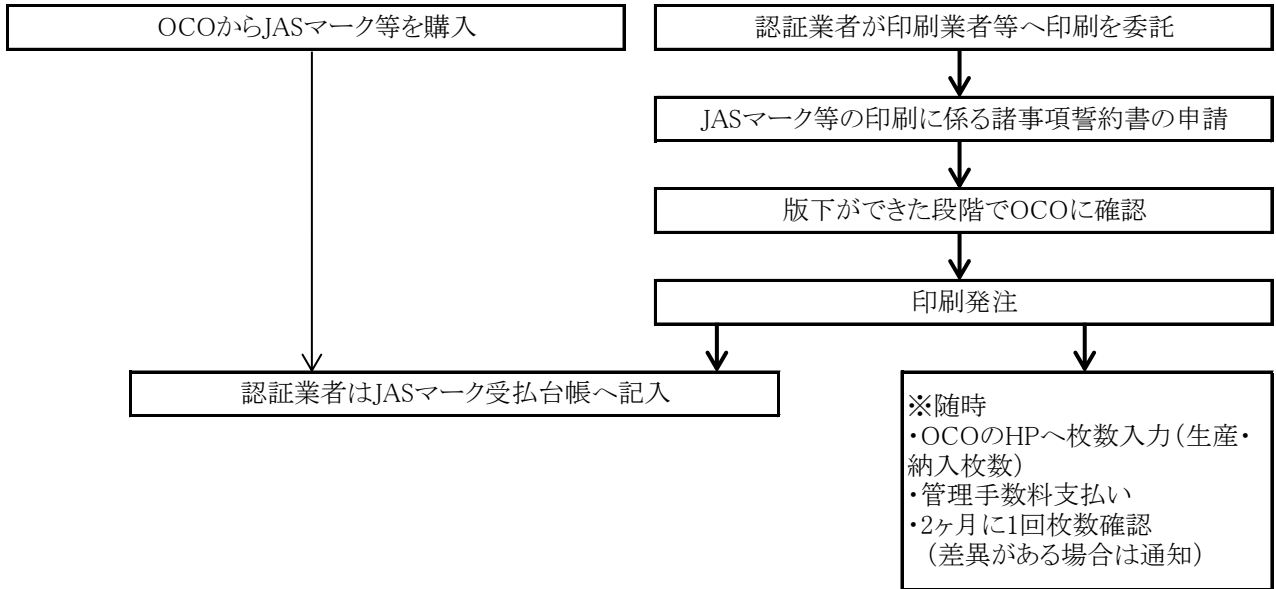 OCOからJASマーク等を購入
認証業者が印刷業者等へ印刷を委託
JASマーク等の印刷に係る諸事項誓約書の申請
版下ができた段階でOCOに確認
印刷発注
認証業者はJASマーク受払台帳へ記入
※随時
・OCOのHPへ枚数入力（生産・
納入枚数）
・管理手数料支払い
・2ヶ月に1回枚数確認
（差異がある場合は通知）